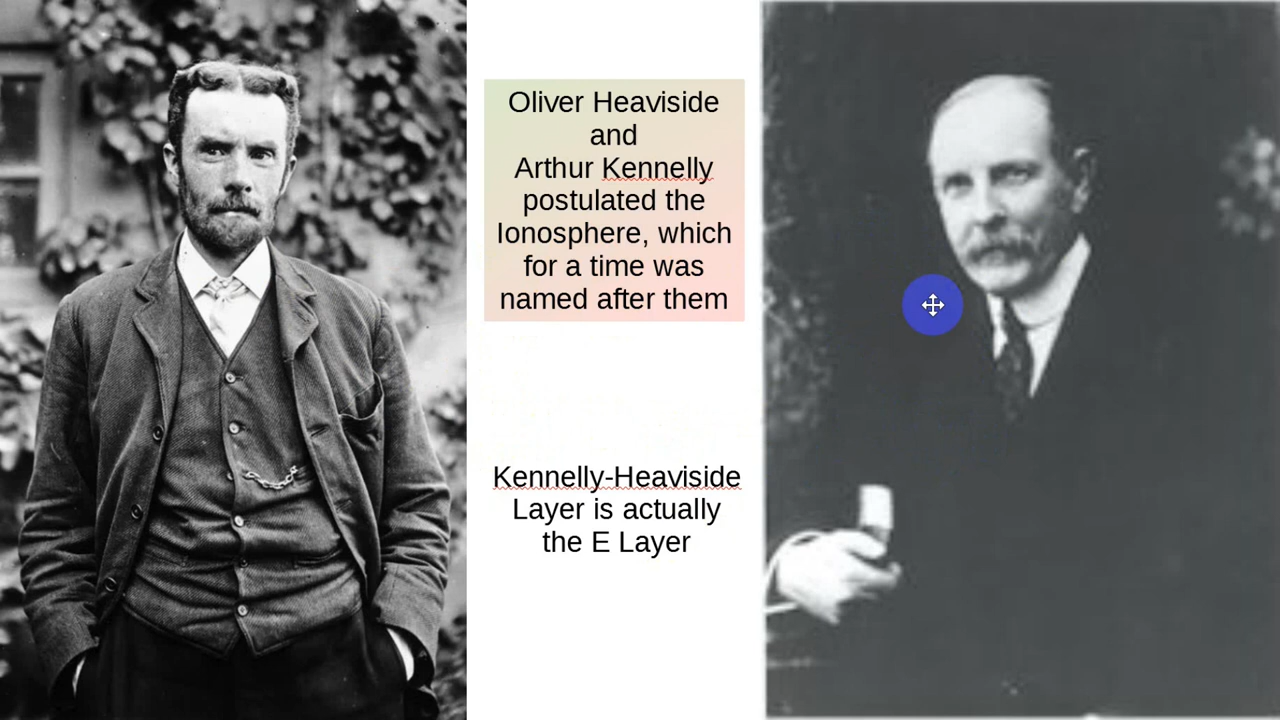 Oliver Heaviside
and
Arthur Kennelly
postulated the
Ionosphere, which
for a time was
named after them
Kennelly-Heaviside
Layer is actually
the E Layer